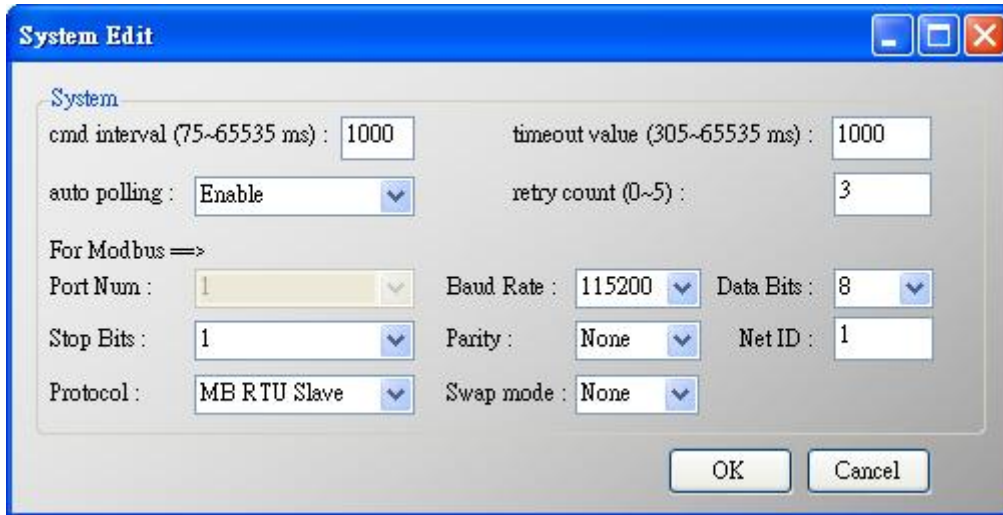 System Edit
System
cmd interval (75~65535 ms) : 1000 timeout value (305~65535 ms) : 1000
auto polling : Enable retry count (0~5) : 3
For Modbus ==>
Port Num : 1 Baud Rate : 115200 Data Bits : 8
Stop Bits : 1 Parity : None Net ID : 1
Protocol : MB RTU Slave Swap mode : None
OK Cancel